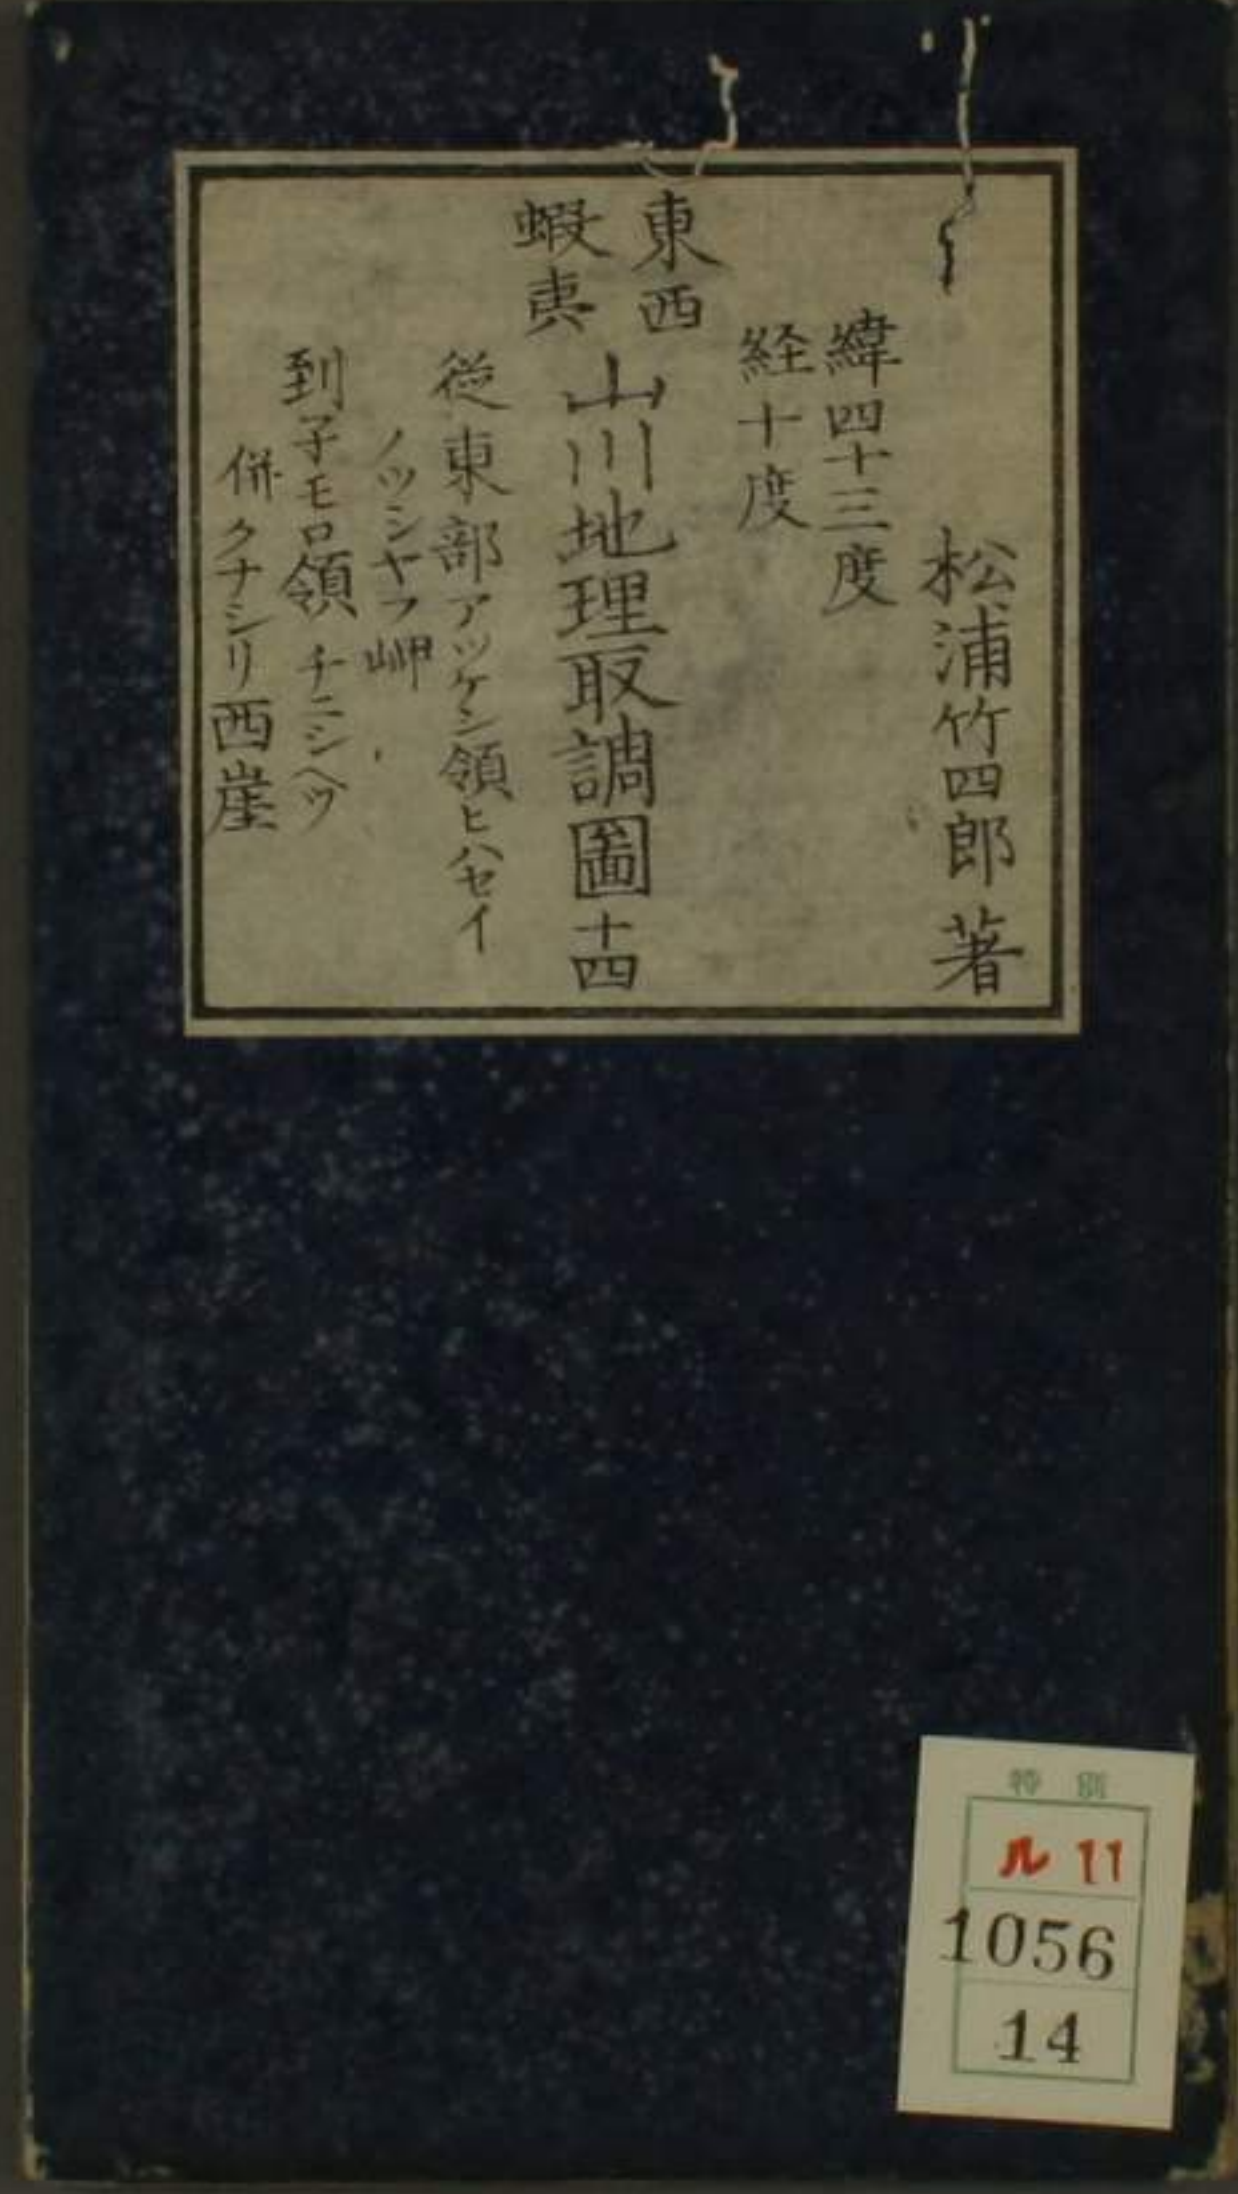 松浦竹四郎著
緯四十三度
経十度
東西
蝦夷
山川地理取調圖十四
従東部アツケシ領ヒハセイ
ノツシヤフ岬
到子モロ領チニシヘツ
併クナシリ西崖
特別
ル 11
1056
14